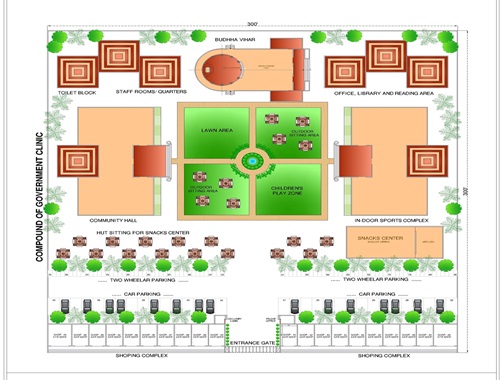 300'
BUDHHA VIHAR
TOILET BLOCK
STAFF ROOMS- QUARTERS
OFFICE, LIBRARY AND READING AREA
COMPOUND OF GOVERNMENT CLINIC
300'
LAWN AREA
OUTDOOR
SITTING AREA
OUTDOOR
SITTING AREA
CHILDREN'S
PLAY ZONE
COMMUNITY HALL
IN-DOOR SPORTS COMPLEX
HUT SITTING FOR SNACKS CENTER
SNACKS CENTER
TWO WHEELAR PARKING
TWO WHEELAR PARKING
CAR PARKING
CAR PARKING
ENTRANCE GATE
SHOPING COMPLEX
SHOPING COMPLEX